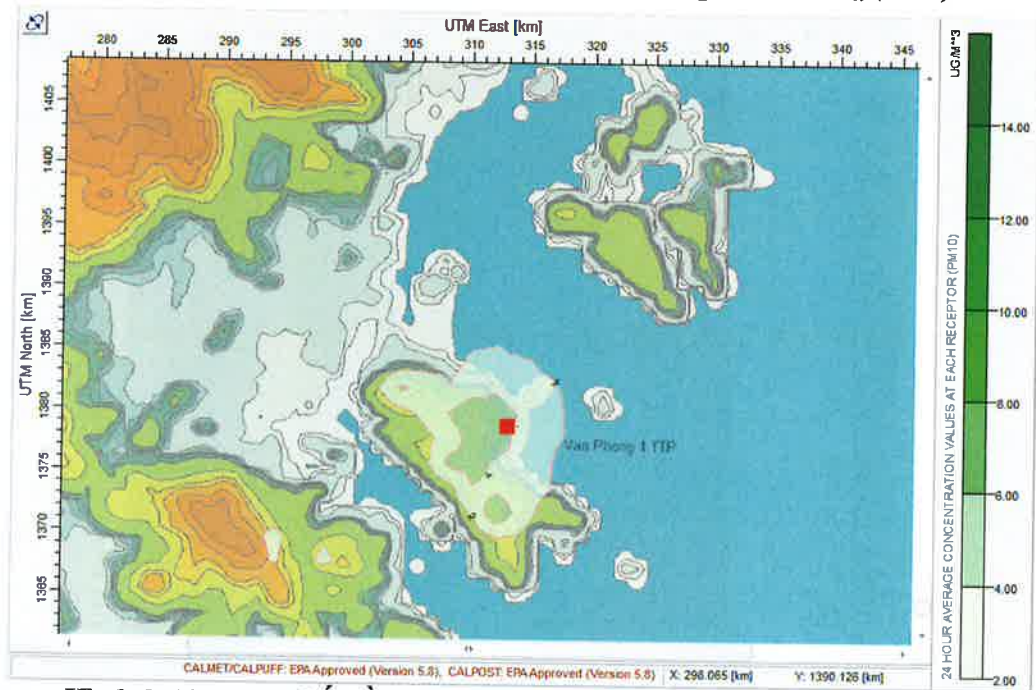 UTM East [km]
280 285 290 295 300 305 310 315 320 325 330 335 340 345
UTM North [km]
1405
1400
1395
1390
1385
1380
1375
1370
1365
Van Phong 1 TTP
UG/M**3
24 HOUR AVERAGE CONCENTRATION VALUES AT EACH RECEPTOR (PM10)
14.00
12.00
10.00
8.00
6.00
4.00
2.00
CALMET/CALPUFF: EPA Approved (Version 5.8), CALPOST: EPA Approved (Version 5.8) X: 298.065 [km] Y: 1390.126 [km]